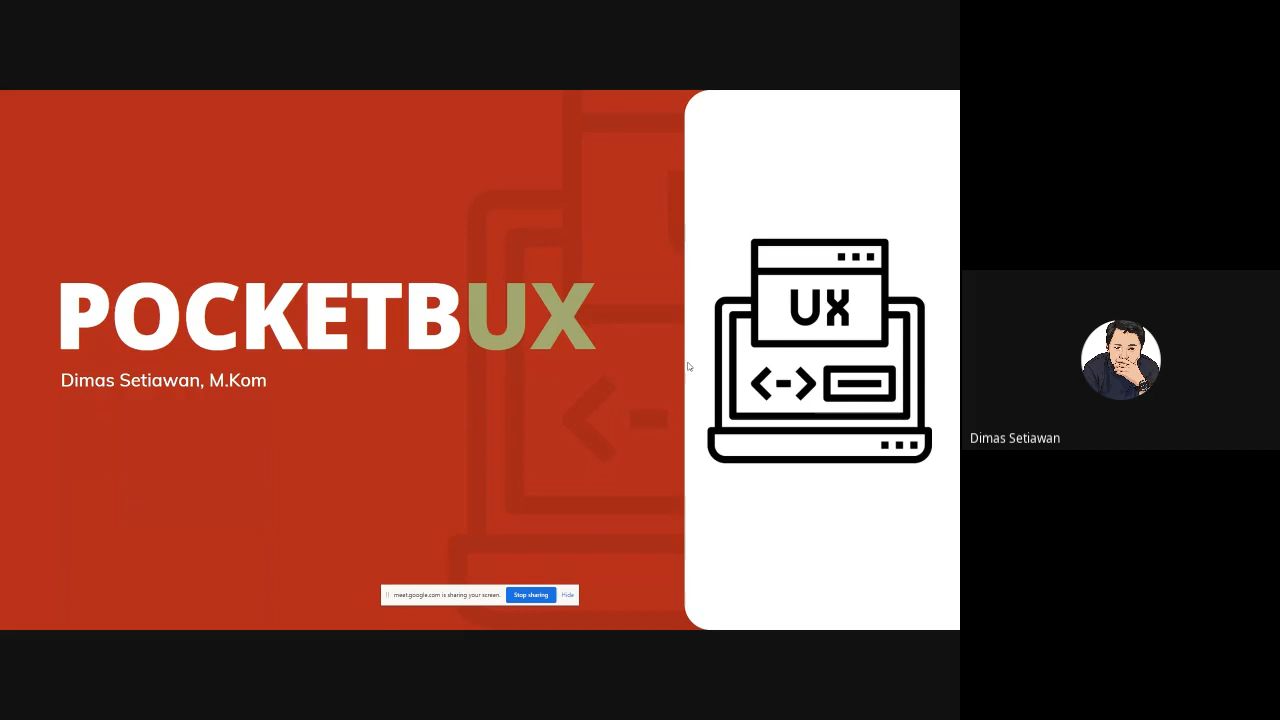 POCKETBUX
Dimas Setiawan, M.Kom
UX
meet.google.com is sharing your screen.
Stop sharing
Hide
Dimas Setiawan